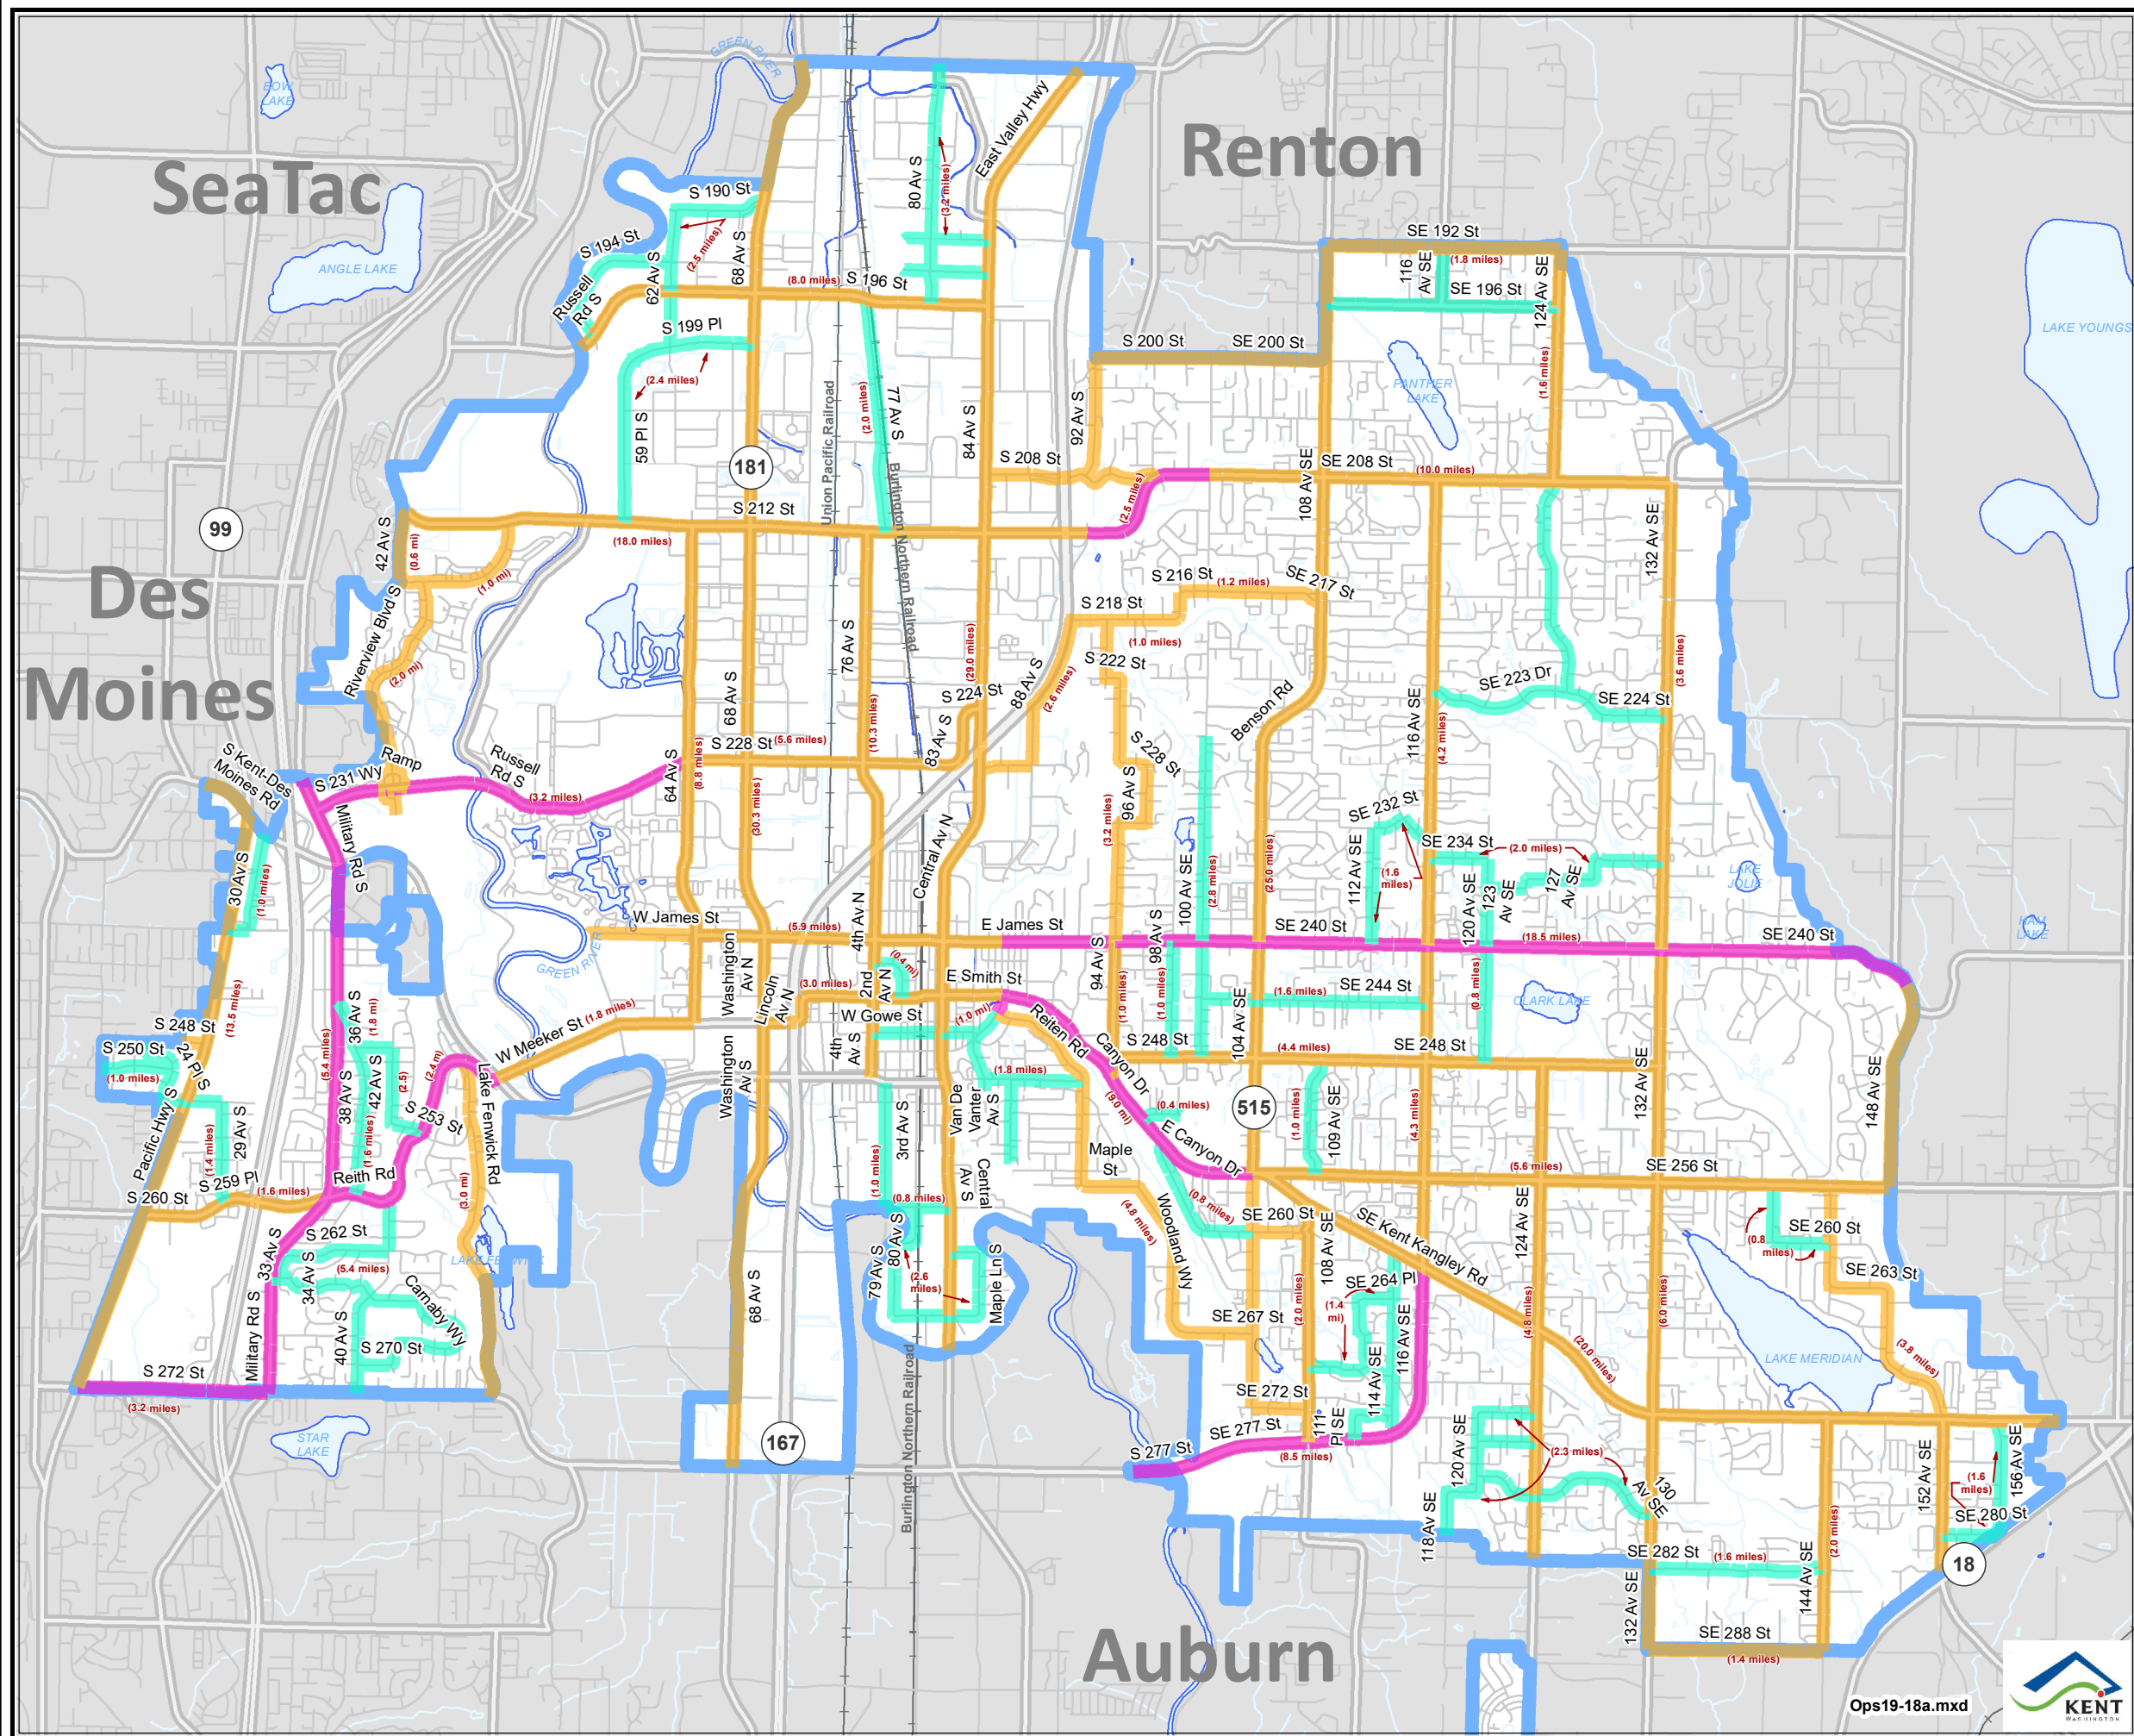 GREEN RIVER
BOW
LAKE
SeaTac
ANGLE LAKE
Renton
East Valley Hwy
80 Av S
(3.2 miles)
S 190 St
S 194 St
(2.5 miles)
68 Av S
62 Av S
Russell
Rd S
(8.0 miles)
S 196 St
S 199 Pl
(2.4 miles)
59 Pl S
SE 192 St
(1.8 miles)
116
Av SE
SE 196 St
124 Av SE
(1.6 miles)
LAKE YOUNGS
S 200 St
SE 200 St
PANTHER
LAKE
Union Pacific Railroad
(2.0 miles)
77 Av S
84 Av S
92 Av S
181
S 208 St
(2.5 miles)
108 Av SE
SE 208 St
(10.0 miles)
Burlington Northern Railroad
S 212 St
(18.0 miles)
99
42 Av S
(0.6 mi)
(1.0 mi)
132 Av SE
Des
Moines
Riverview Blvd S
(2.0 mi)
S 216 St
(1.2 miles)
SE 217 St
S 218 St
(1.0 miles)
S 222 St
76 Av S
(29.0 miles)
88 Av S
(2.6 miles)
(3.6 miles)
SE 223 Dr
SE 224 St
S 224 St
68 Av S
(10.3 miles)
83 Av S
Benson Rd
116 Av SE
(4.2 miles)
S 228 St
(5.6 miles)
S 228 St
S Kent-Des
Moines Rd
S 231 Wy
Ramp
Russell
Rd S
(3.2 miles)
64 Av S
(8.8 miles)
(30.3 miles)
96 Av S
(3.2 miles)
Military Rd S
30 Av S
(1.0 miles)
Central Av N
100 Av SE
(2.8 miles)
(25.0 miles)
SE 232 St
112 Av SE
(1.6
miles)
SE 234 St
(2.0 miles)
120 Av SE
123
Av SE
127
Av SE
LAKE
JOLIE
HAM
LAKE
W James St
(5.9 miles)
4th Av N
E James St
98 Av S
SE 240 St
(18.5 miles)
SE 240 St
GREEN RIVER
Washington
Av N
Lincoln
Av N
(3.0 miles)
2nd
Av N
(0.4 mi)
E Smith St
94 Av S
(1.0 miles)
(1.0 miles)
104 Av SE
(1.6 miles)
SE 244 St
(0.8 miles)
CLARK LAKE
(13.5 miles)
S 248 St
S 250 St
(1.0 miles)
24 Pl S
(5.4 miles)
36 Av S
(1.8 mi)
W Meeker St
(1.8 miles)
W Gowe St
(1.0 mi)
Reiten Rd
Canyon Dr
S 248 St
(4.4 miles)
SE 248 St
4th
Av S
Washington
Av S
(1.8 miles)
Van De
Vanter
Av S
(2.4 m)
Lake Fenwick Rd
38 Av S
42 Av S
(2.5)
S 253 St
(1.6 miles)
Pacific Hwy S
(1.4 miles)
29 Av S
S 259 Pl
S 260 St
(1.6 miles)
Reith Rd
(3.0 mi)
3rd Av S
(1.0 miles)
(0.8 miles)
Central
Av S
Maple
St
(9.0 mi)
(0.4 miles)
E Canyon Dr
515
(1.0 miles)
109 Av SE
(4.3 miles)
132 Av SE
148 Av SE
(5.6 miles)
SE 256 St
(4.8 miles)
Woodland Wy
(0.8 miles)
SE 260 St
108 Av SE
SE Kent Kangley Rd
124 Av SE
(0.8
miles)
SE 260 St
SE 263 St
33 Av S
S 262 St
34 Av S
(5.4 miles)
Carnaby Wy
40 Av S
S 270 St
Military Rd S
S 272 St
(3.2 miles)
STAR
LAKE
68 Av S
79 Av S
80 Av S
(2.6
miles)
Maple Ln S
SE 264 Pl
(1.4
mi)
(2.0 miles)
SE 267 St
SE 272 St
114 Av SE
116 Av SE
111
Pl SE
(4.8 miles)
(20.0 miles)
(6.0 miles)
LAKE MERIDIAN
(3.8 miles)
167
Burlington Northern Railroad
S 277 St
SE 277 St
(8.5 miles)
120 Av SE
(2.3 miles)
130
Av SE
118 Av SE
152 Av SE
(1.6
miles)
156 Av SE
SE 280 St
18
SE 282 St
(1.6 miles)
144 Av SE
(2.0 miles)
132 Av SE
SE 288 St
(1.4 miles)
Auburn
Ops19-18a.mxd
KENT
WASHINGTON